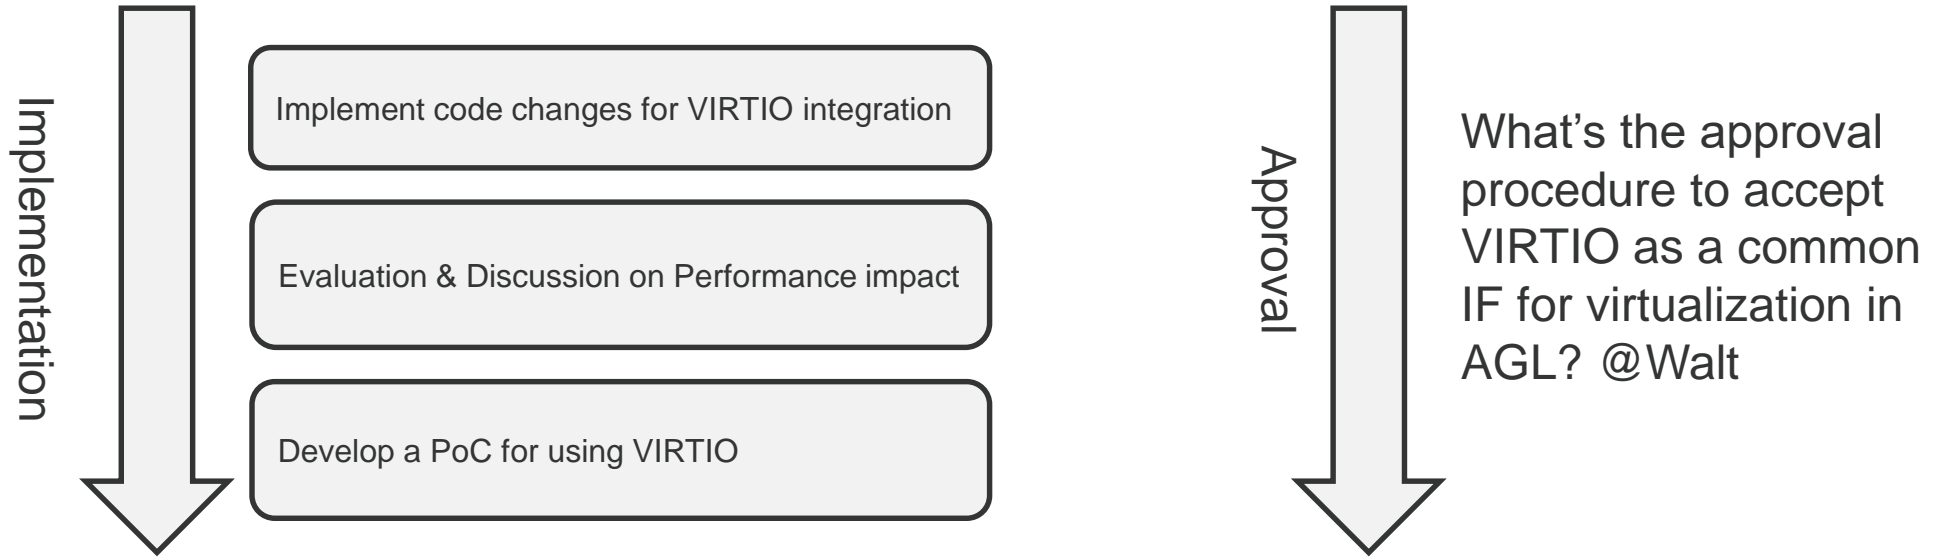 Implementation
Implement code changes for VIRTIO integration
Evaluation & Discussion on Performance impact
Develop a PoC for using VIRTIO
Approval
What’s the approval
procedure to accept
VIRTIO as a common
IF for virtualization in
AGL? @Walt